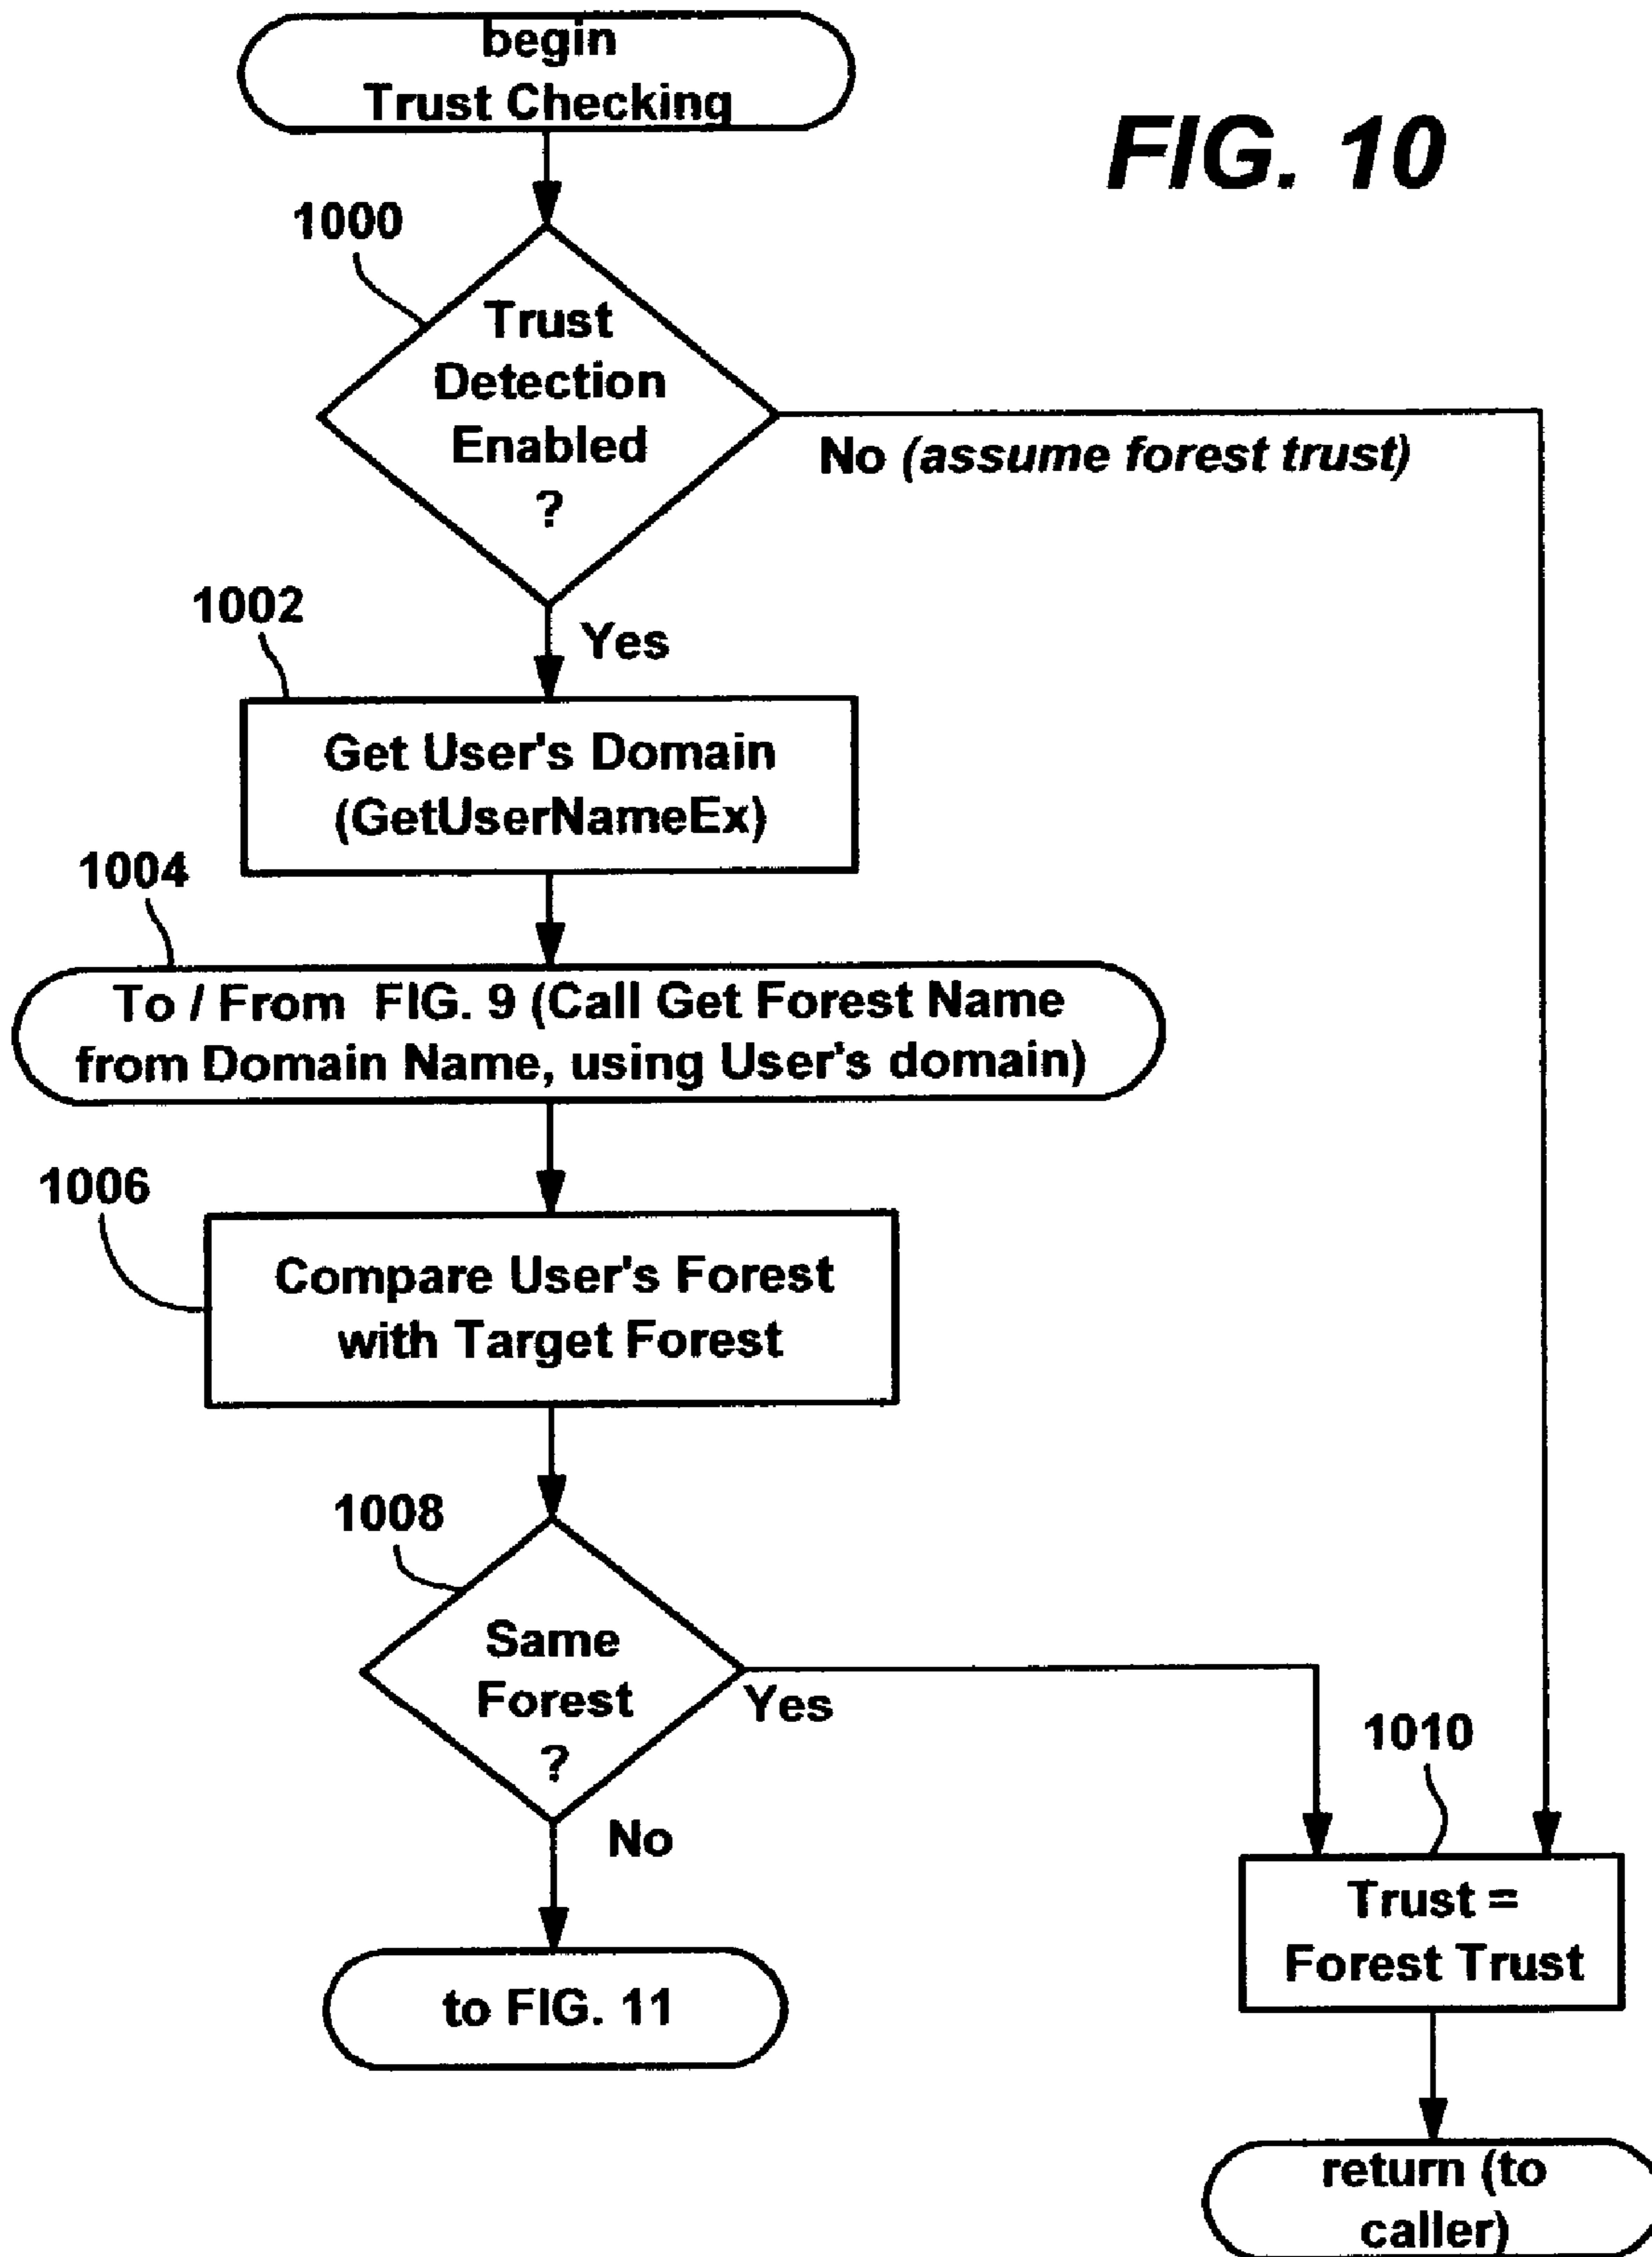 begin
Trust Checking
FIG. 10
1000
Trust
Detection
Enabled
?
No (assume forest trust)
Yes
1002
Get User's Domain
(GetUserNameEx)
1004
To / From FIG. 9 (Call Get Forest Name
from Domain Name, using User's domain)
1006
Compare User's Forest
with Target Forest
1008
Same
Forest
?
Yes
No
1010
Trust =
Forest Trust
to FIG. 11
return (to
caller)